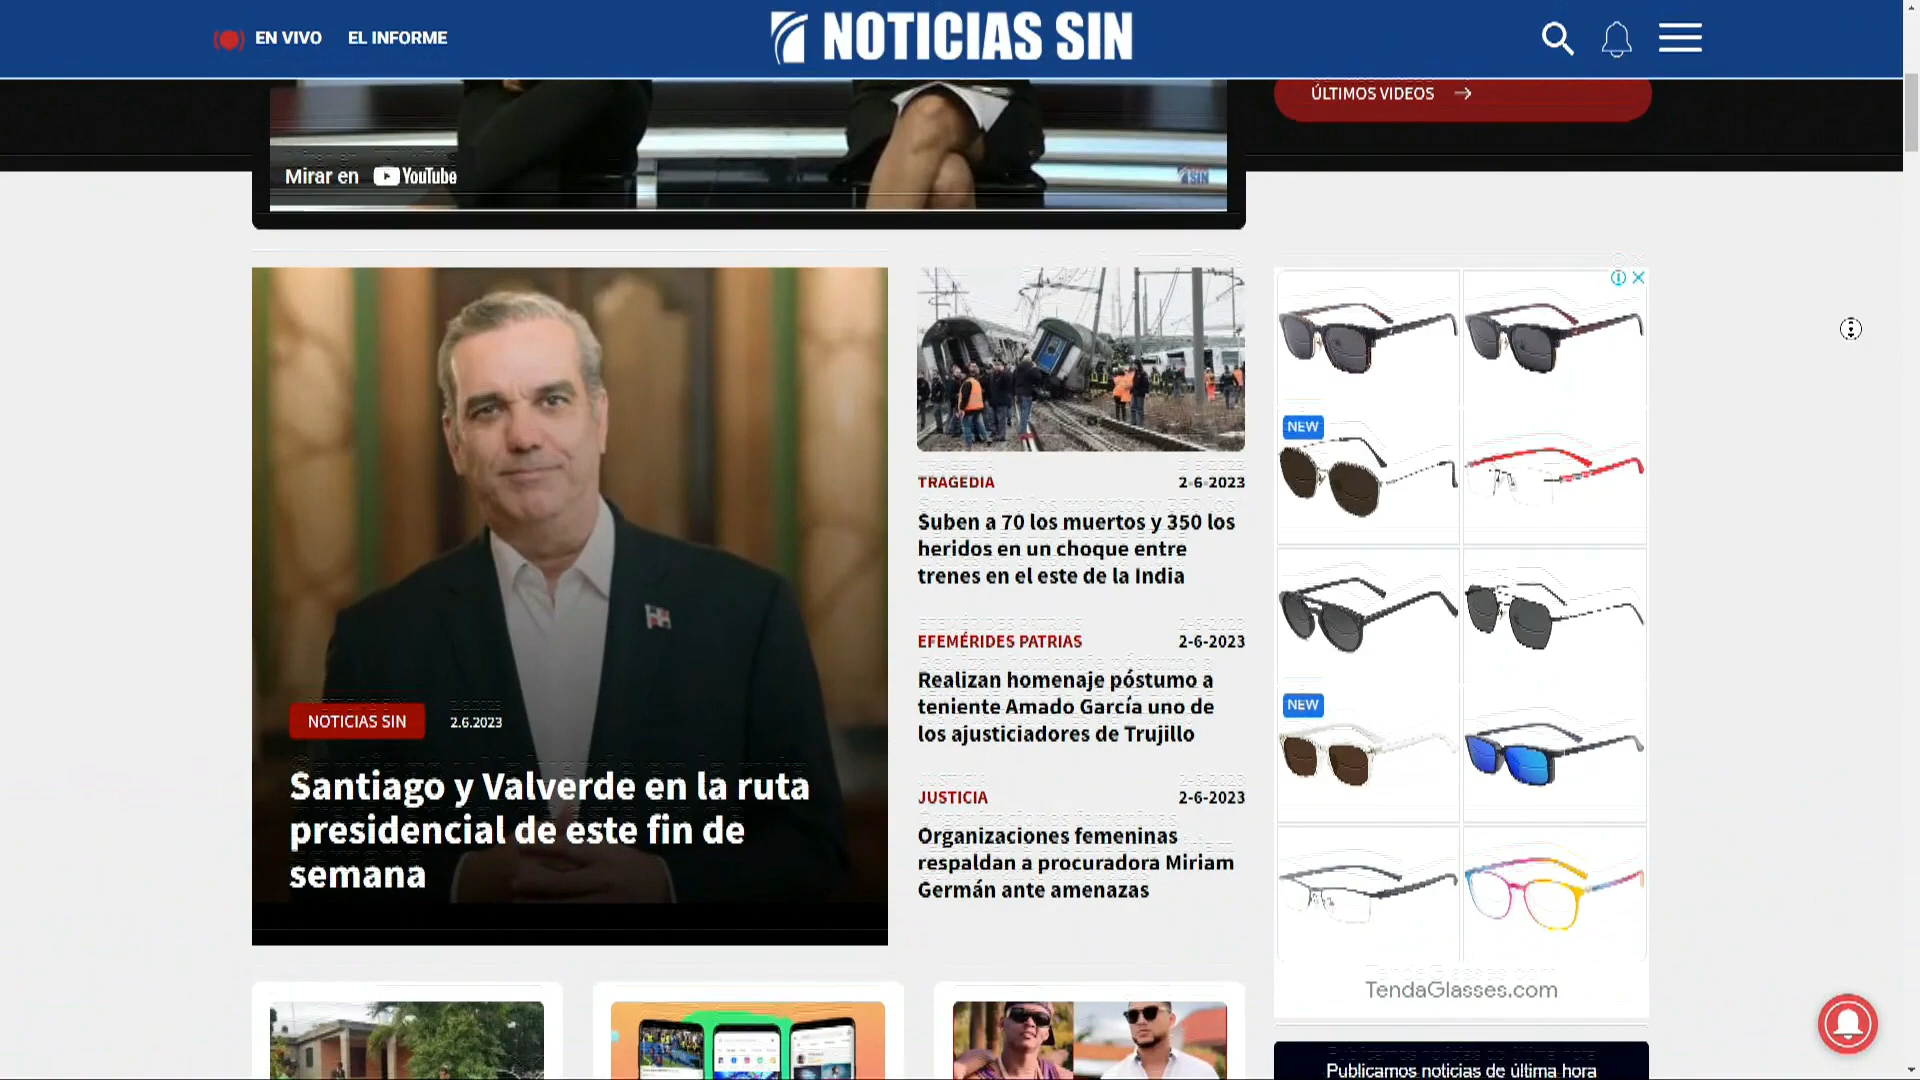 EN VIVO
EL INFORME
NOTICIAS SIN
ÚLTIMOS VIDEOS
Mirar en YouTube
SIN
TRAGEDIA 2-6-2023
Suben a 70 los muertos y 350 los
heridos en un choque entre
trenes en el este de la India
EFEMÉRIDES PATRIAS 2-6-2023
Realizan homenaje póstumo a
teniente Amado García uno de
los ajusticiadores de Trujillo
JUSTICIA 2-6-2023
Organizaciones femeninas
respaldan a procuradora Miriam
Germán ante amenazas
NOTICIAS SIN 2.6.2023
Santiago y Valverde en la ruta
presidencial de este fin de
semana
NEW
NEW
TendaGlasses.com
Publicamos noticias de última hora